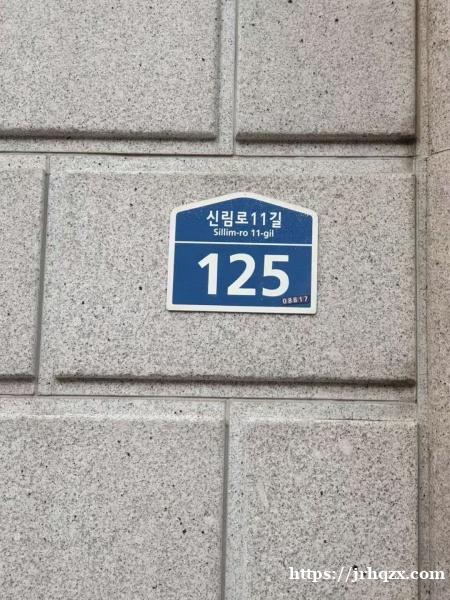 신림로11길
Sillim-ro 11-gil
125
08817
https://jrhqzx.com